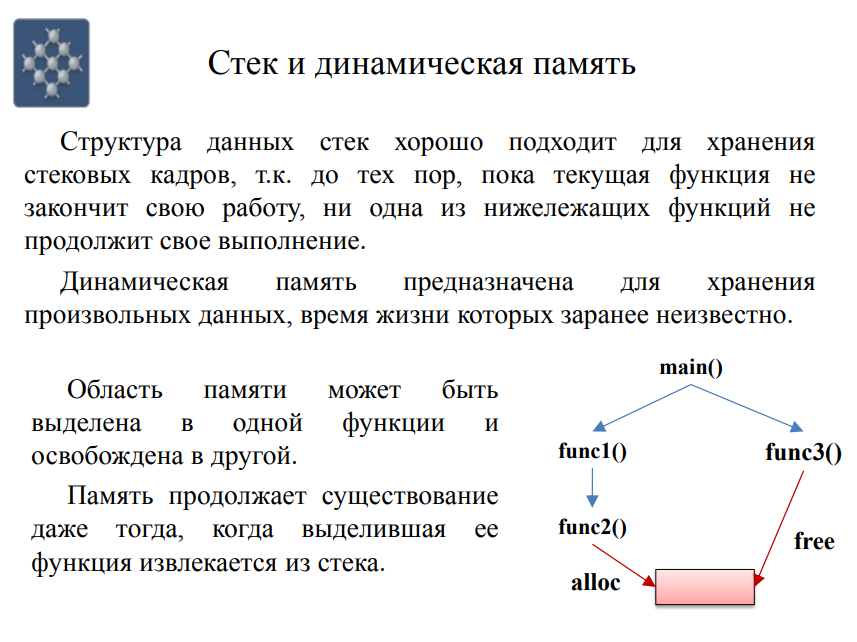 Стек и динамическая память
Структура данных стек хорошо подходит для хранения
стековых кадров, т.к. до тех пор, пока текущая функция не
закончит свою работу, ни одна из нижележащих функций не
продолжит свое выполнение.
Динамическая память предназначена для хранения
произвольных данных, время жизни которых заранее неизвестно.
Область памяти может быть
выделена в одной функции и
освобождена в другой.
Память продолжает существование
даже тогда, когда выделившая ее
функция извлекается из стека.
main()
func1()
func3()
func2()
free
alloc